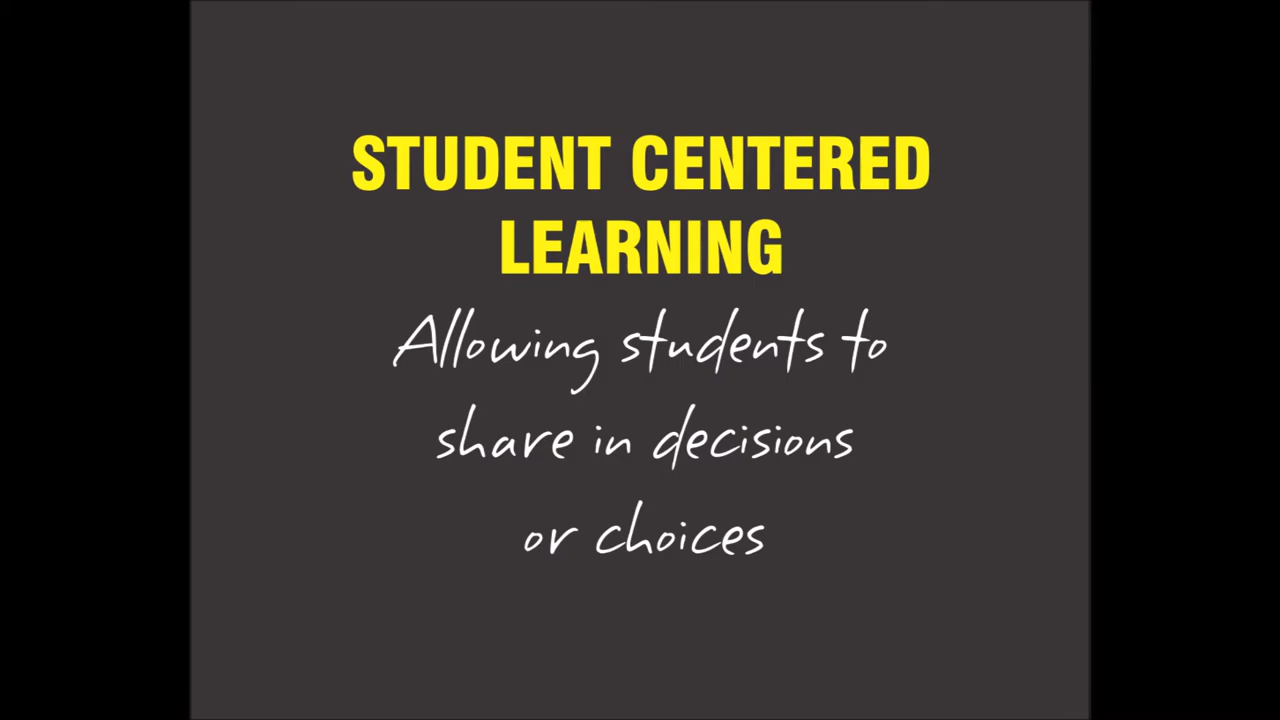 STUDENT CENTERED
LEARNING
Allowing students to
share in decisions
or choices